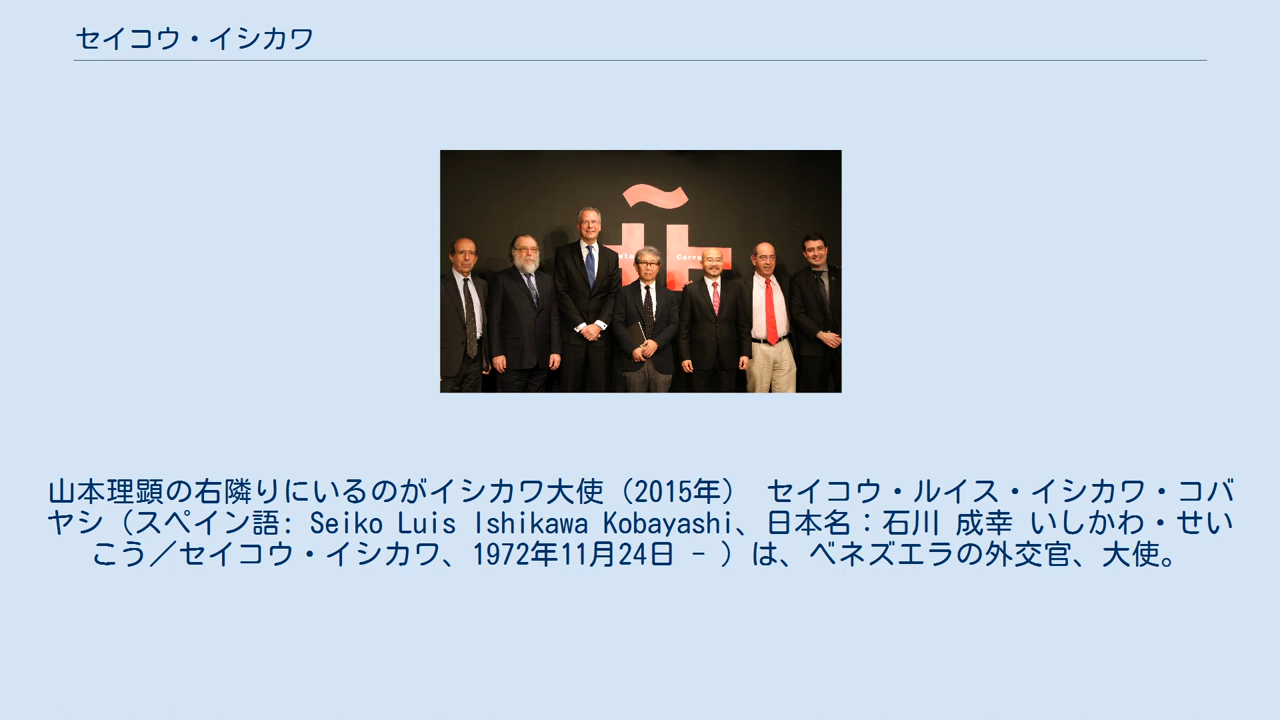 セイコウ・イシカワ
山本理顕の右隣りにいるのがイシカワ大使（2015年） セイコウ・ルイス・イシカワ・コバ
ヤシ（スペイン語: Seiko Luis Ishikawa Kobayashi、日本名：石川 成幸 いしかわ・せい
こう／セイコウ・イシカワ、1972年11月24日 - ）は、ベネズエラの外交官、大使。